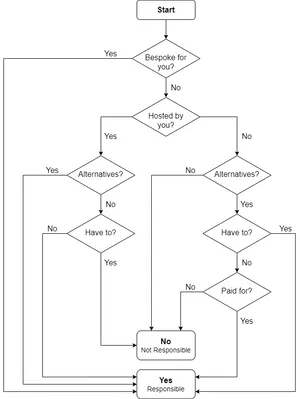 Start
Yes
Bespoke for
you?
No
Hosted by
you?
Yes
No
Yes
Alternatives?
No
Alternatives?
No
Yes
No
Have to?
Have to?
Yes
Yes
No
No
Paid for?
Yes
No
Not Responsible
Yes
Responsible